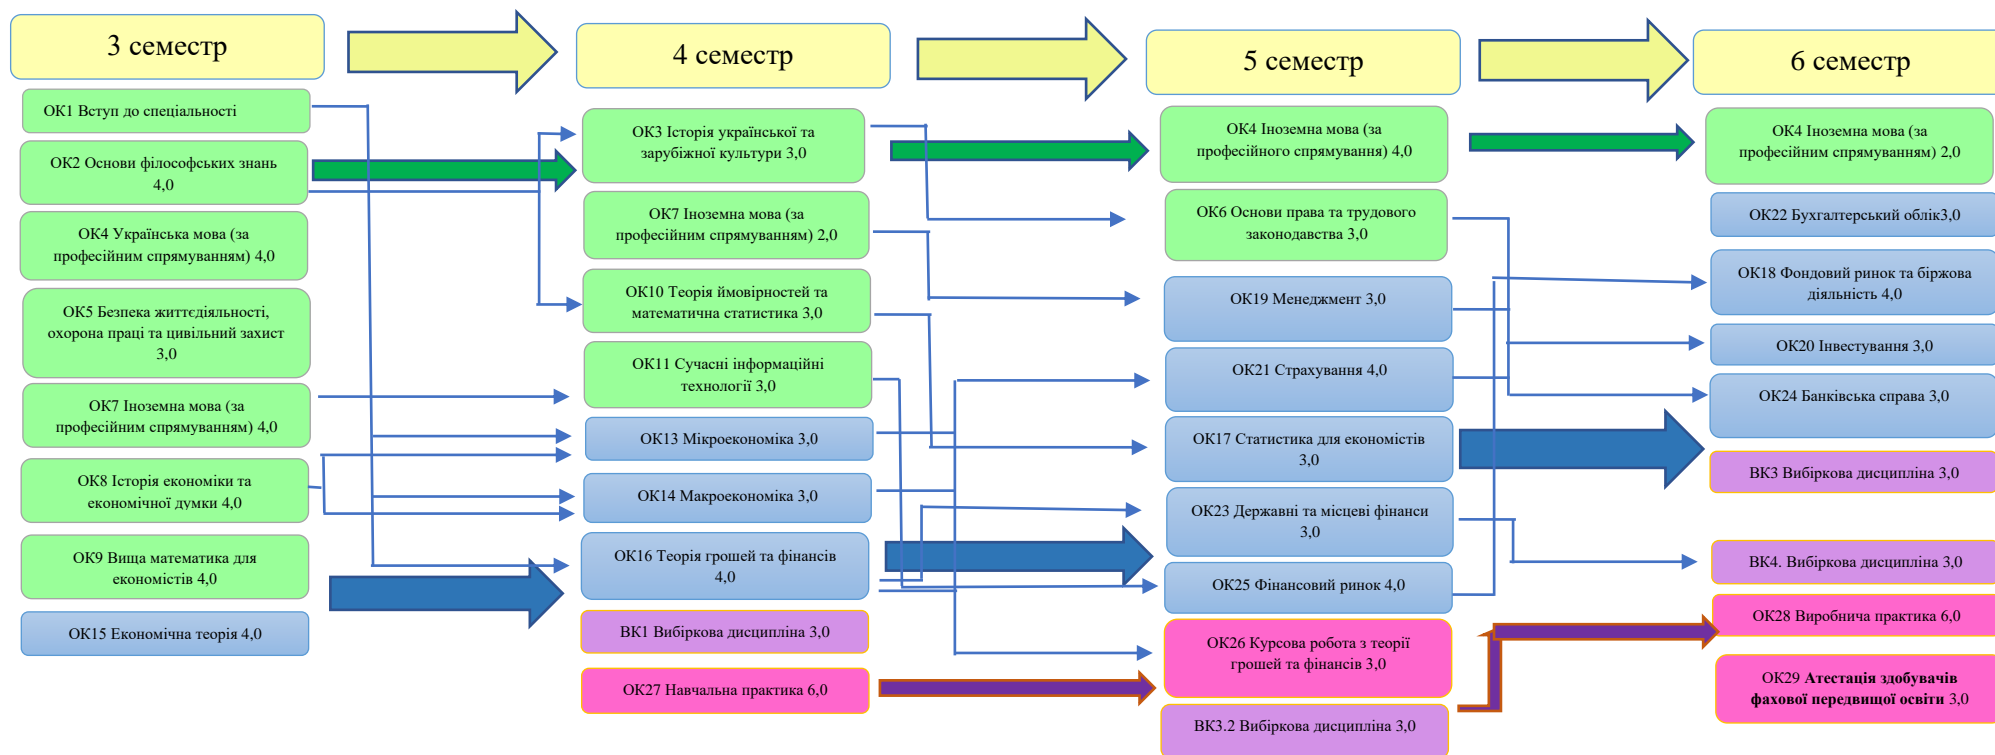 3 семестр
4 семестр
5 семестр
6 семестр
ОК1 Вступ до спеціальності
ОК2 Основи філософських знань
4,0
ОК4 Українська мова (за
професійним спрямуванням) 4,0
ОК5 Безпека життєдіяльності,
охорона праці та цивільний захист
3,0
ОК7 Іноземна мова (за
професійним спрямуванням) 4,0
ОК8 Історія економіки та
економічної думки 4,0
ОК9 Вища математика для
економістів 4,0
ОК15 Економічна теорія 4,0
ОК3 Історія української та
зарубіжної культури 3,0
ОК7 Іноземна мова (за
професійним спрямуванням) 2,0
ОК10 Теорія ймовірностей та
математична статистика 3,0
ОК11 Сучасні інформаційні
технології 3,0
ОК13 Мікроекономіка 3,0
ОК14 Макроекономіка 3,0
ОК16 Теорія грошей та фінансів
4,0
ВК1 Вибіркова дисципліна 3,0
ОК27 Навчальна практика 6,0
ОК4 Іноземна мова (за
професійного спрямування) 4,0
ОК6 Основи права та трудового
законодавства 3,0
ОК19 Менеджмент 3,0
ОК21 Страхування 4,0
ОК17 Статистика для економістів
3,0
ОК23 Державні та місцеві фінанси
3,0
ОК25 Фінансовий ринок 4,0
ОК26 Курсова робота з теорії
грошей та фінансів 3,0
ВК3.2 Вибіркова дисципліна 3,0
ОК4 Іноземна мова (за
професійним спрямуванням) 2,0
ОК22 Бухгалтерський облік3,0
ОК18 Фондовий ринок та біржова
діяльність 4,0
ОК20 Інвестування 3,0
ОК24 Банківська справа 3,0
ВК3 Вибіркова дисципліна 3,0
ВК4. Вибіркова дисципліна 3,0
ОК28 Виробнича практика 6,0
ОК29 Атестація здобувачів
фахової передвищої освіти 3,0